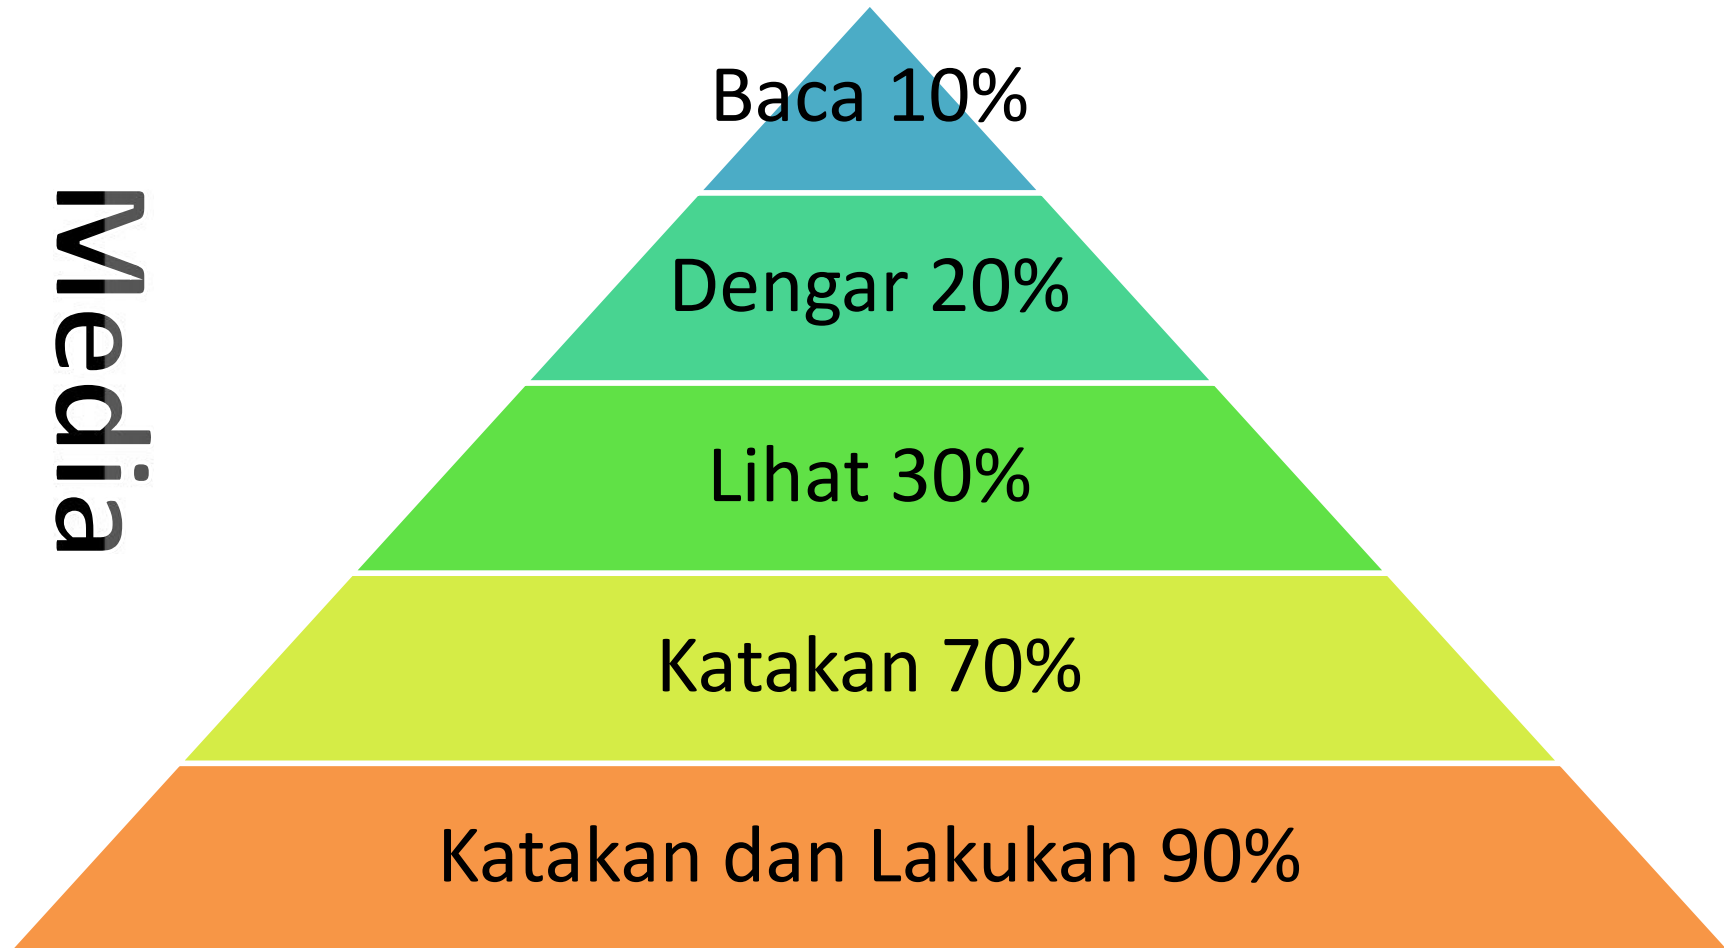 Media
Baca 10%
Dengar 20%
Lihat 30%
Katakan 70%
Katakan dan Lakukan 90%